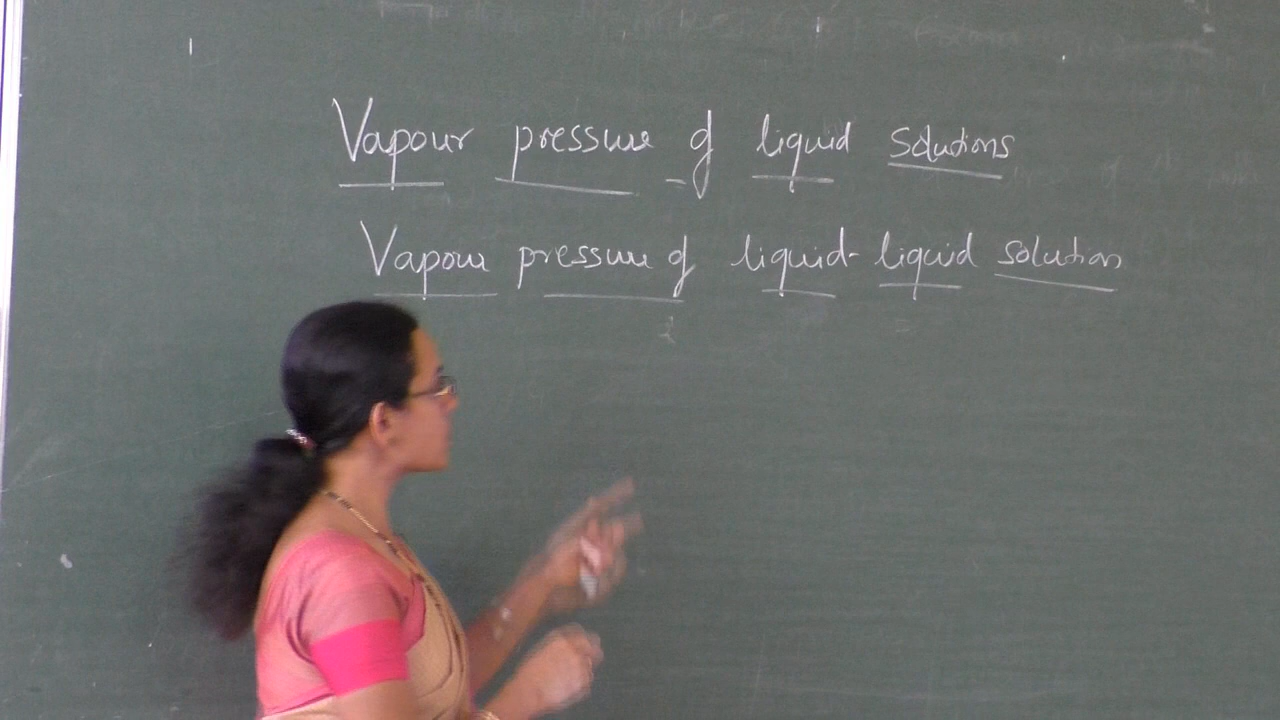 Vapour pressure of liquid solutions
Vapour pressure of liquid-liquid solution